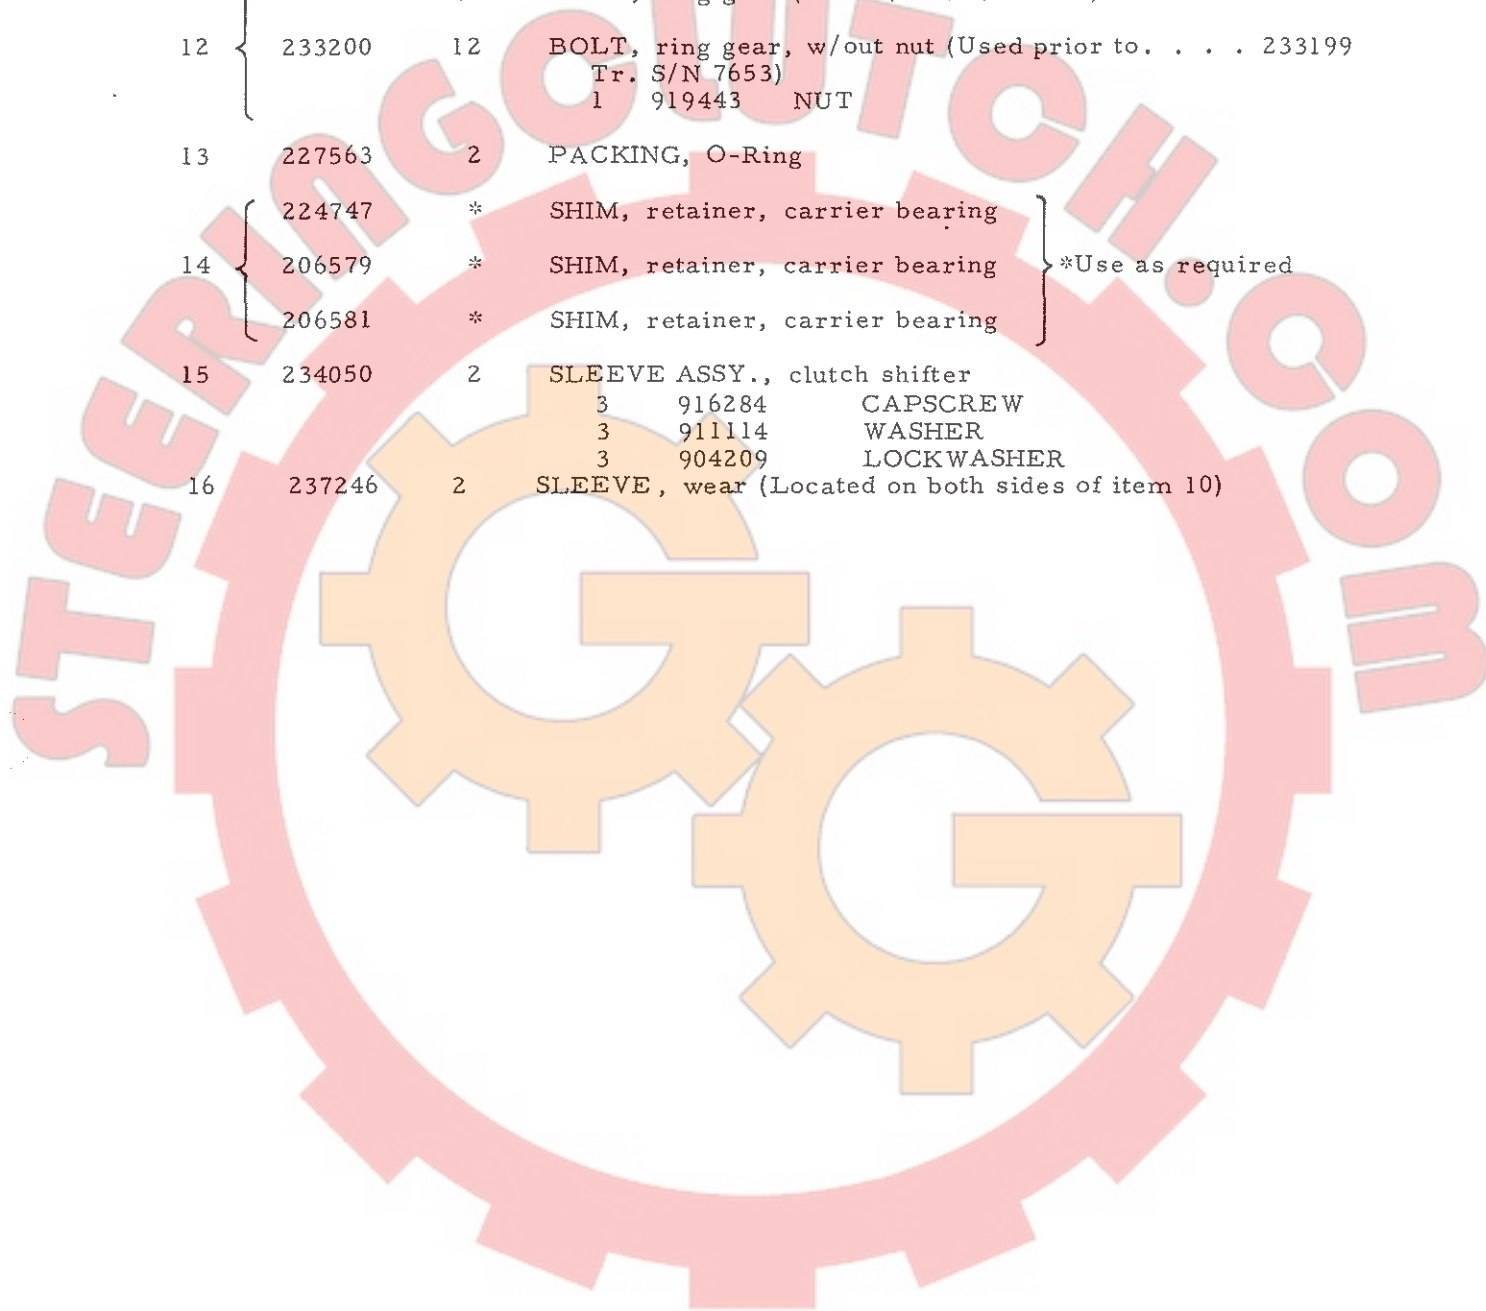 12 233200 12 BOLT, ring gear, w/out nut (Used prior to. . . . 233199
Tr. S/N 7653)
1 919443 NUT
13 227563 2 PACKING, O-Ring
224747 * SHIM, retainer, carrier bearing
14 206579 * SHIM, retainer, carrier bearing *Use as required
206581 * SHIM, retainer, carrier bearing
15 234050 2 SLEEVE ASSY., clutch shifter
3 916284 CAPSCREW
3 911114 WASHER
3 904209 LOCKWASHER
16 237246 2 SLEEVE, wear (Located on both sides of item 10)
STEERINGCLUTCH.COM
GG